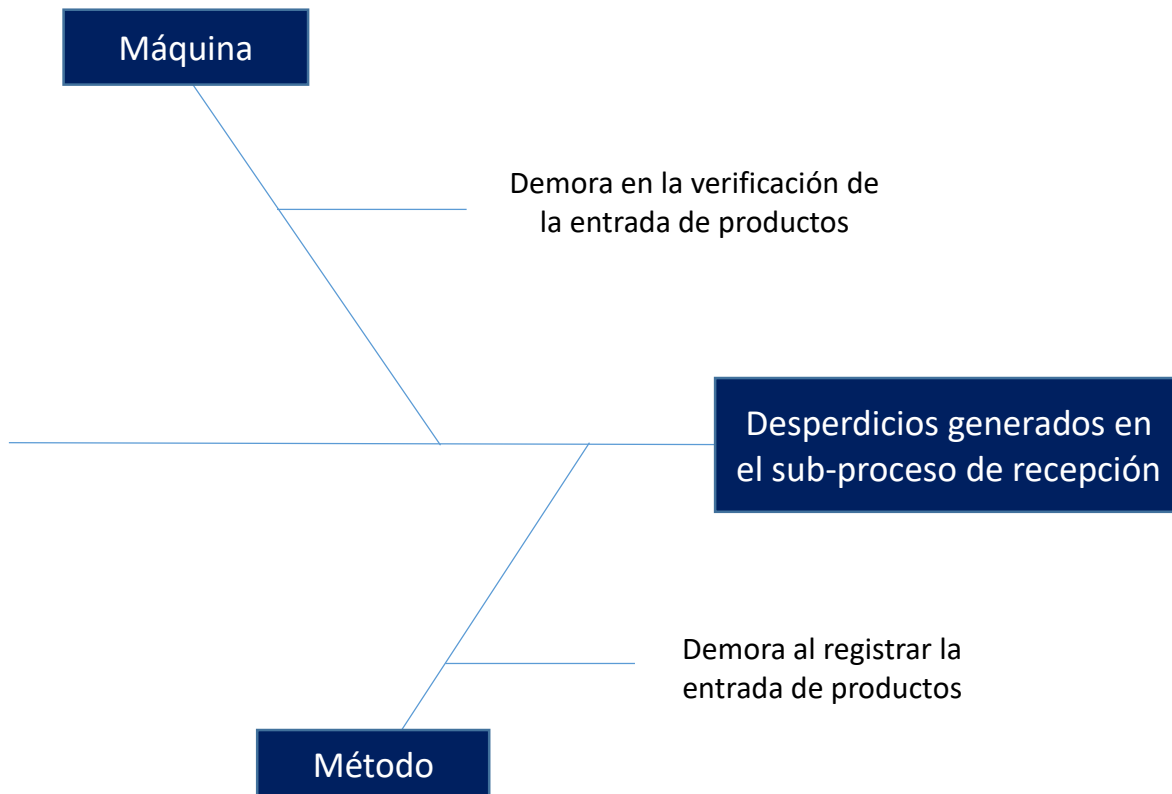 Máquina
Demora en la verificación de
la entrada de productos
Desperdicios generados en
el sub-proceso de recepción
Demora al registrar la
entrada de productos
Método